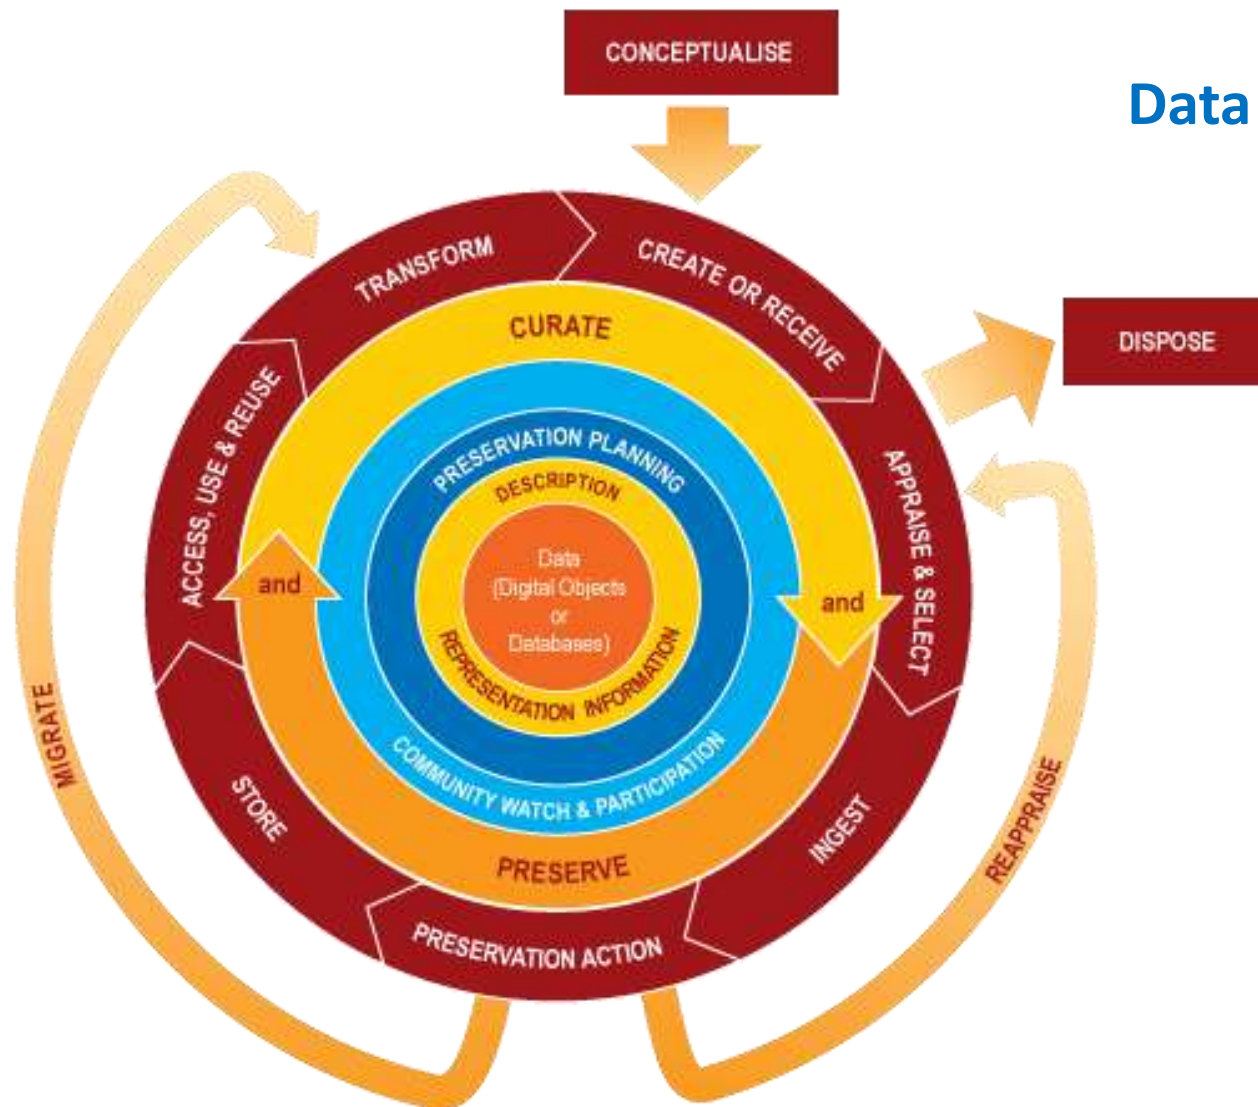 CONCEPTUALISE
Data
TRANSFORM
CREATE OR RECEIVE
CURATE
DISPOSE
ACCESS, USE & REUSE
PRESERVATION PLANNING
DESCRIPTION
APPRAISE & SELECT
Data
(Digital Objects
or
Databases)
and
and
REPRESENTATION INFORMATION
COMMUNITY WATCH & PARTICIPATION
MIGRATE
STORE
INGEST
REAPPRAISE
PRESERVE
PRESERVATION ACTION